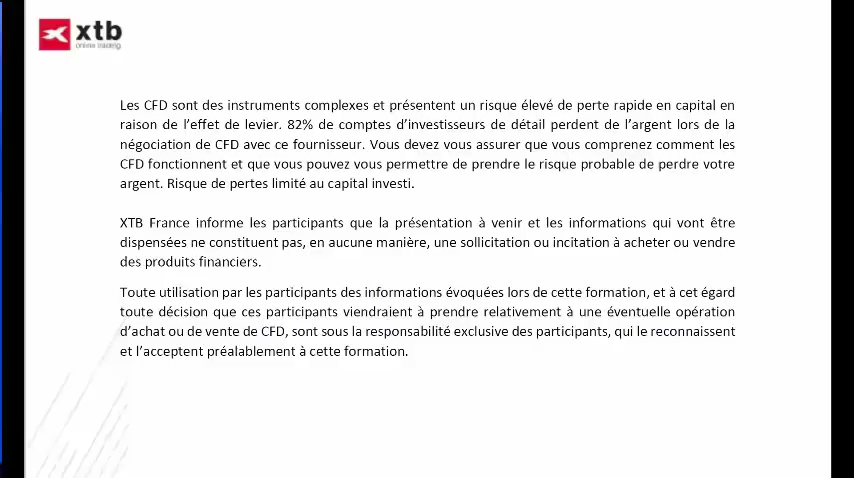 xtb
online trading
Les CFD sont des instruments complexes et présentent un risque élevé de perte rapide en capital en
raison de l’effet de levier. 82% de comptes d’investisseurs de détail perdent de l’argent lors de la
négociation de CFD avec ce fournisseur. Vous devez vous assurer que vous comprenez comment les
CFD fonctionnent et que vous pouvez vous permettre de prendre le risque probable de perdre votre
argent. Risque de pertes limité au capital investi.
XTB France informe les participants que la présentation à venir et les informations qui vont être
dispensées ne constituent pas, en aucune manière, une sollicitation ou incitation à acheter ou vendre
des produits financiers.
Toute utilisation par les participants des informations évoquées lors de cette formation, et à cet égard
toute décision que ces participants viendraient à prendre relativement à une éventuelle opération
d’achat ou de vente de CFD, sont sous la responsabilité exclusive des participants, qui le reconnaissent
et l’acceptent préalablement à cette formation.